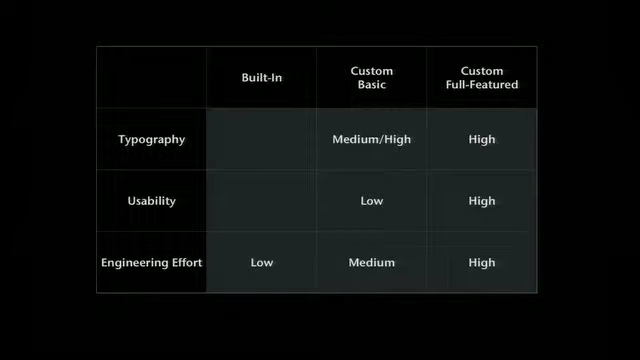 Built-In
Custom
Basic
Custom
Full-Featured
Typography
Medium/High
High
Usability
Low
High
Engineering Effort
Low
Medium
High